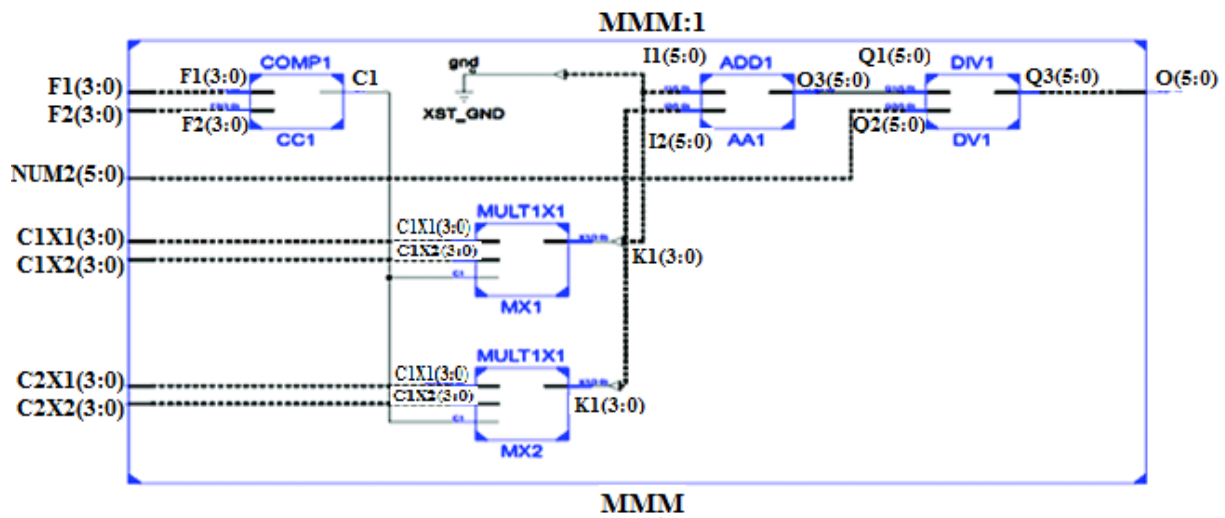 MMM:1
F1(3:0)
F1(3:0)
COMP1
C1
gnd
I1(5:0)
ADD1
O3(5:0)
Q1(5:0)
DIV1
Q3(5:0)
O(5:0)
F2(3:0)
F2(3:0)
CC1
XST_GND
I2(5:0)
AA1
Q2(5:0)
DV1
NUM2(5:0)
MULT1X1
C1X1(3:0)
C1X1(3:0)
C1X2(3:0)
C1X2(3:0)
K1(3:0)
C1
MX1
MULT1X1
C2X1(3:0)
C1X1(3:0)
C2X2(3:0)
C1X2(3:0)
K1(3:0)
C1
MX2
MMM